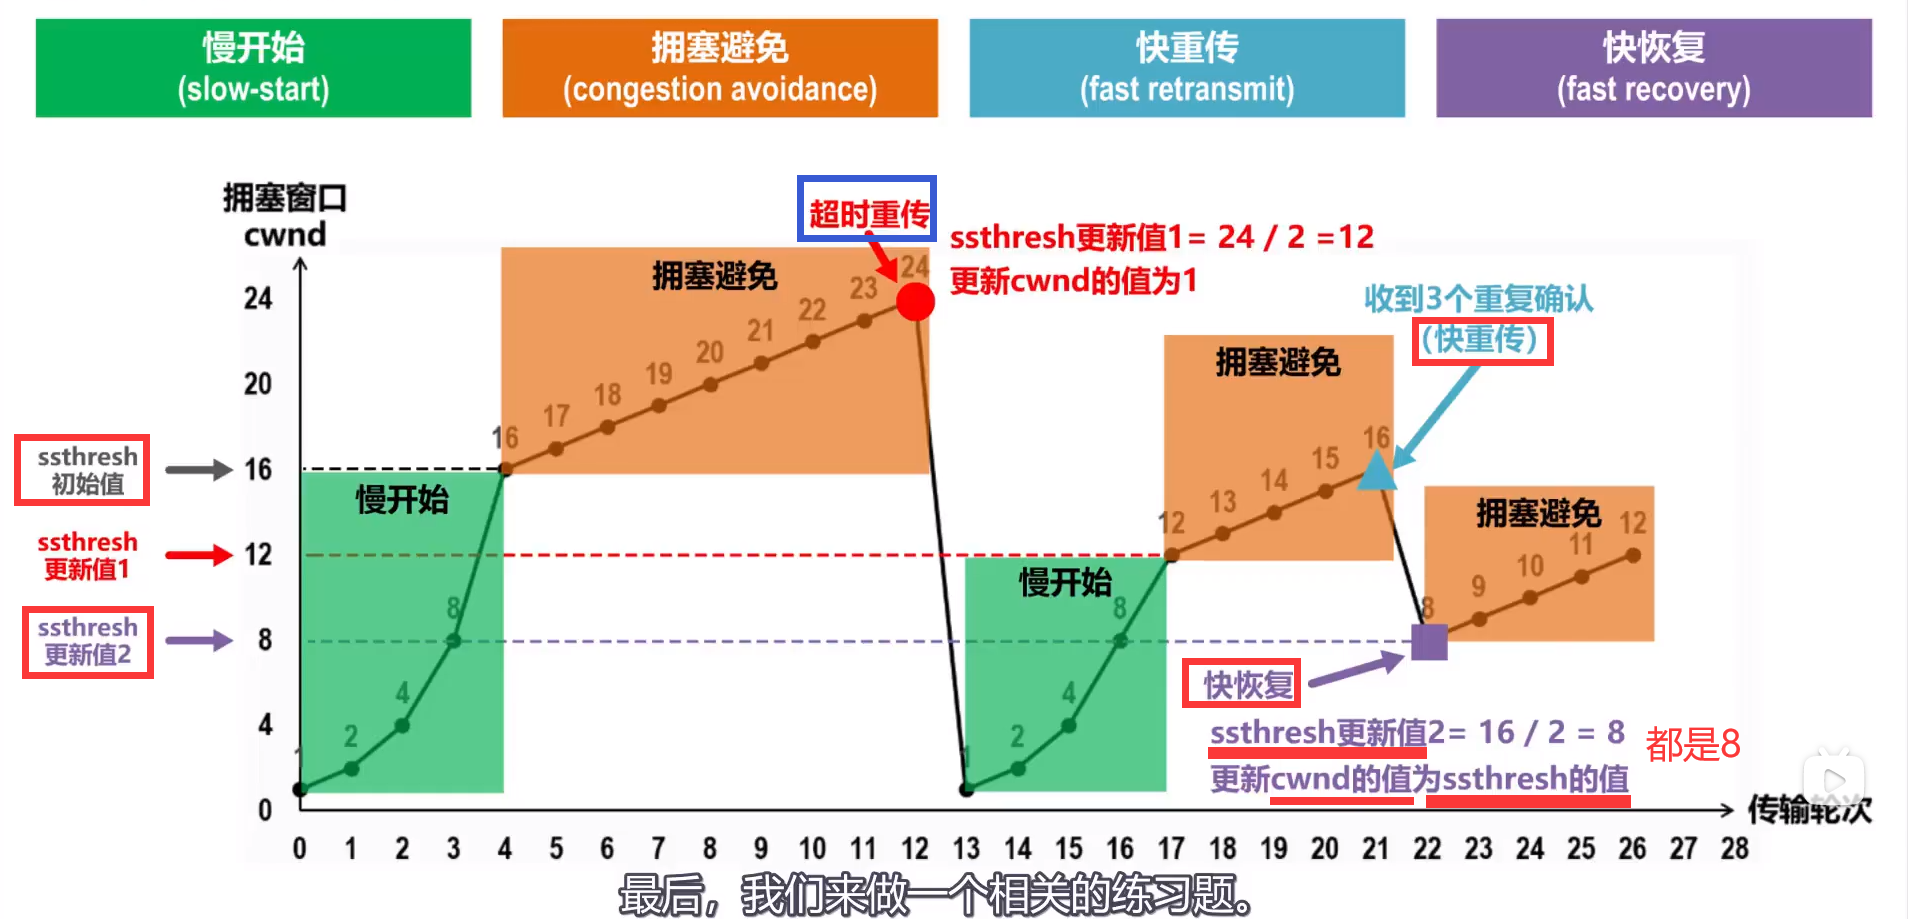 慢开始
(slow-start)
拥塞避免
(congestion avoidance)
快重传
(fast retransmit)
快恢复
(fast recovery)
拥塞窗口
cwnd
超时重传
ssthresh更新值1= 24 / 2 =12
更新cwnd的值为1
收到3个重复确认
(快重传)
拥塞避免
拥塞避免
拥塞避免
慢开始
慢开始
24
20
16
12
8
4
0
ssthresh
初始值
ssthresh
更新值1
ssthresh
更新值2
1
2
4
8
16
17
18
19
20
21
22
23
24
1
2
4
8
12
13
14
15
16
8
9
10
11
12
快恢复
ssthresh更新值2= 16 / 2 = 8
都是8
更新cwnd的值为ssthresh的值
传输轮次
0 1 2 3 4 5 6 7 8 9 10 11 12 13 14 15 16 17 18 19 20 21 22 23 24 25 26 27 28
最后，我们来做一个相关的练习题。